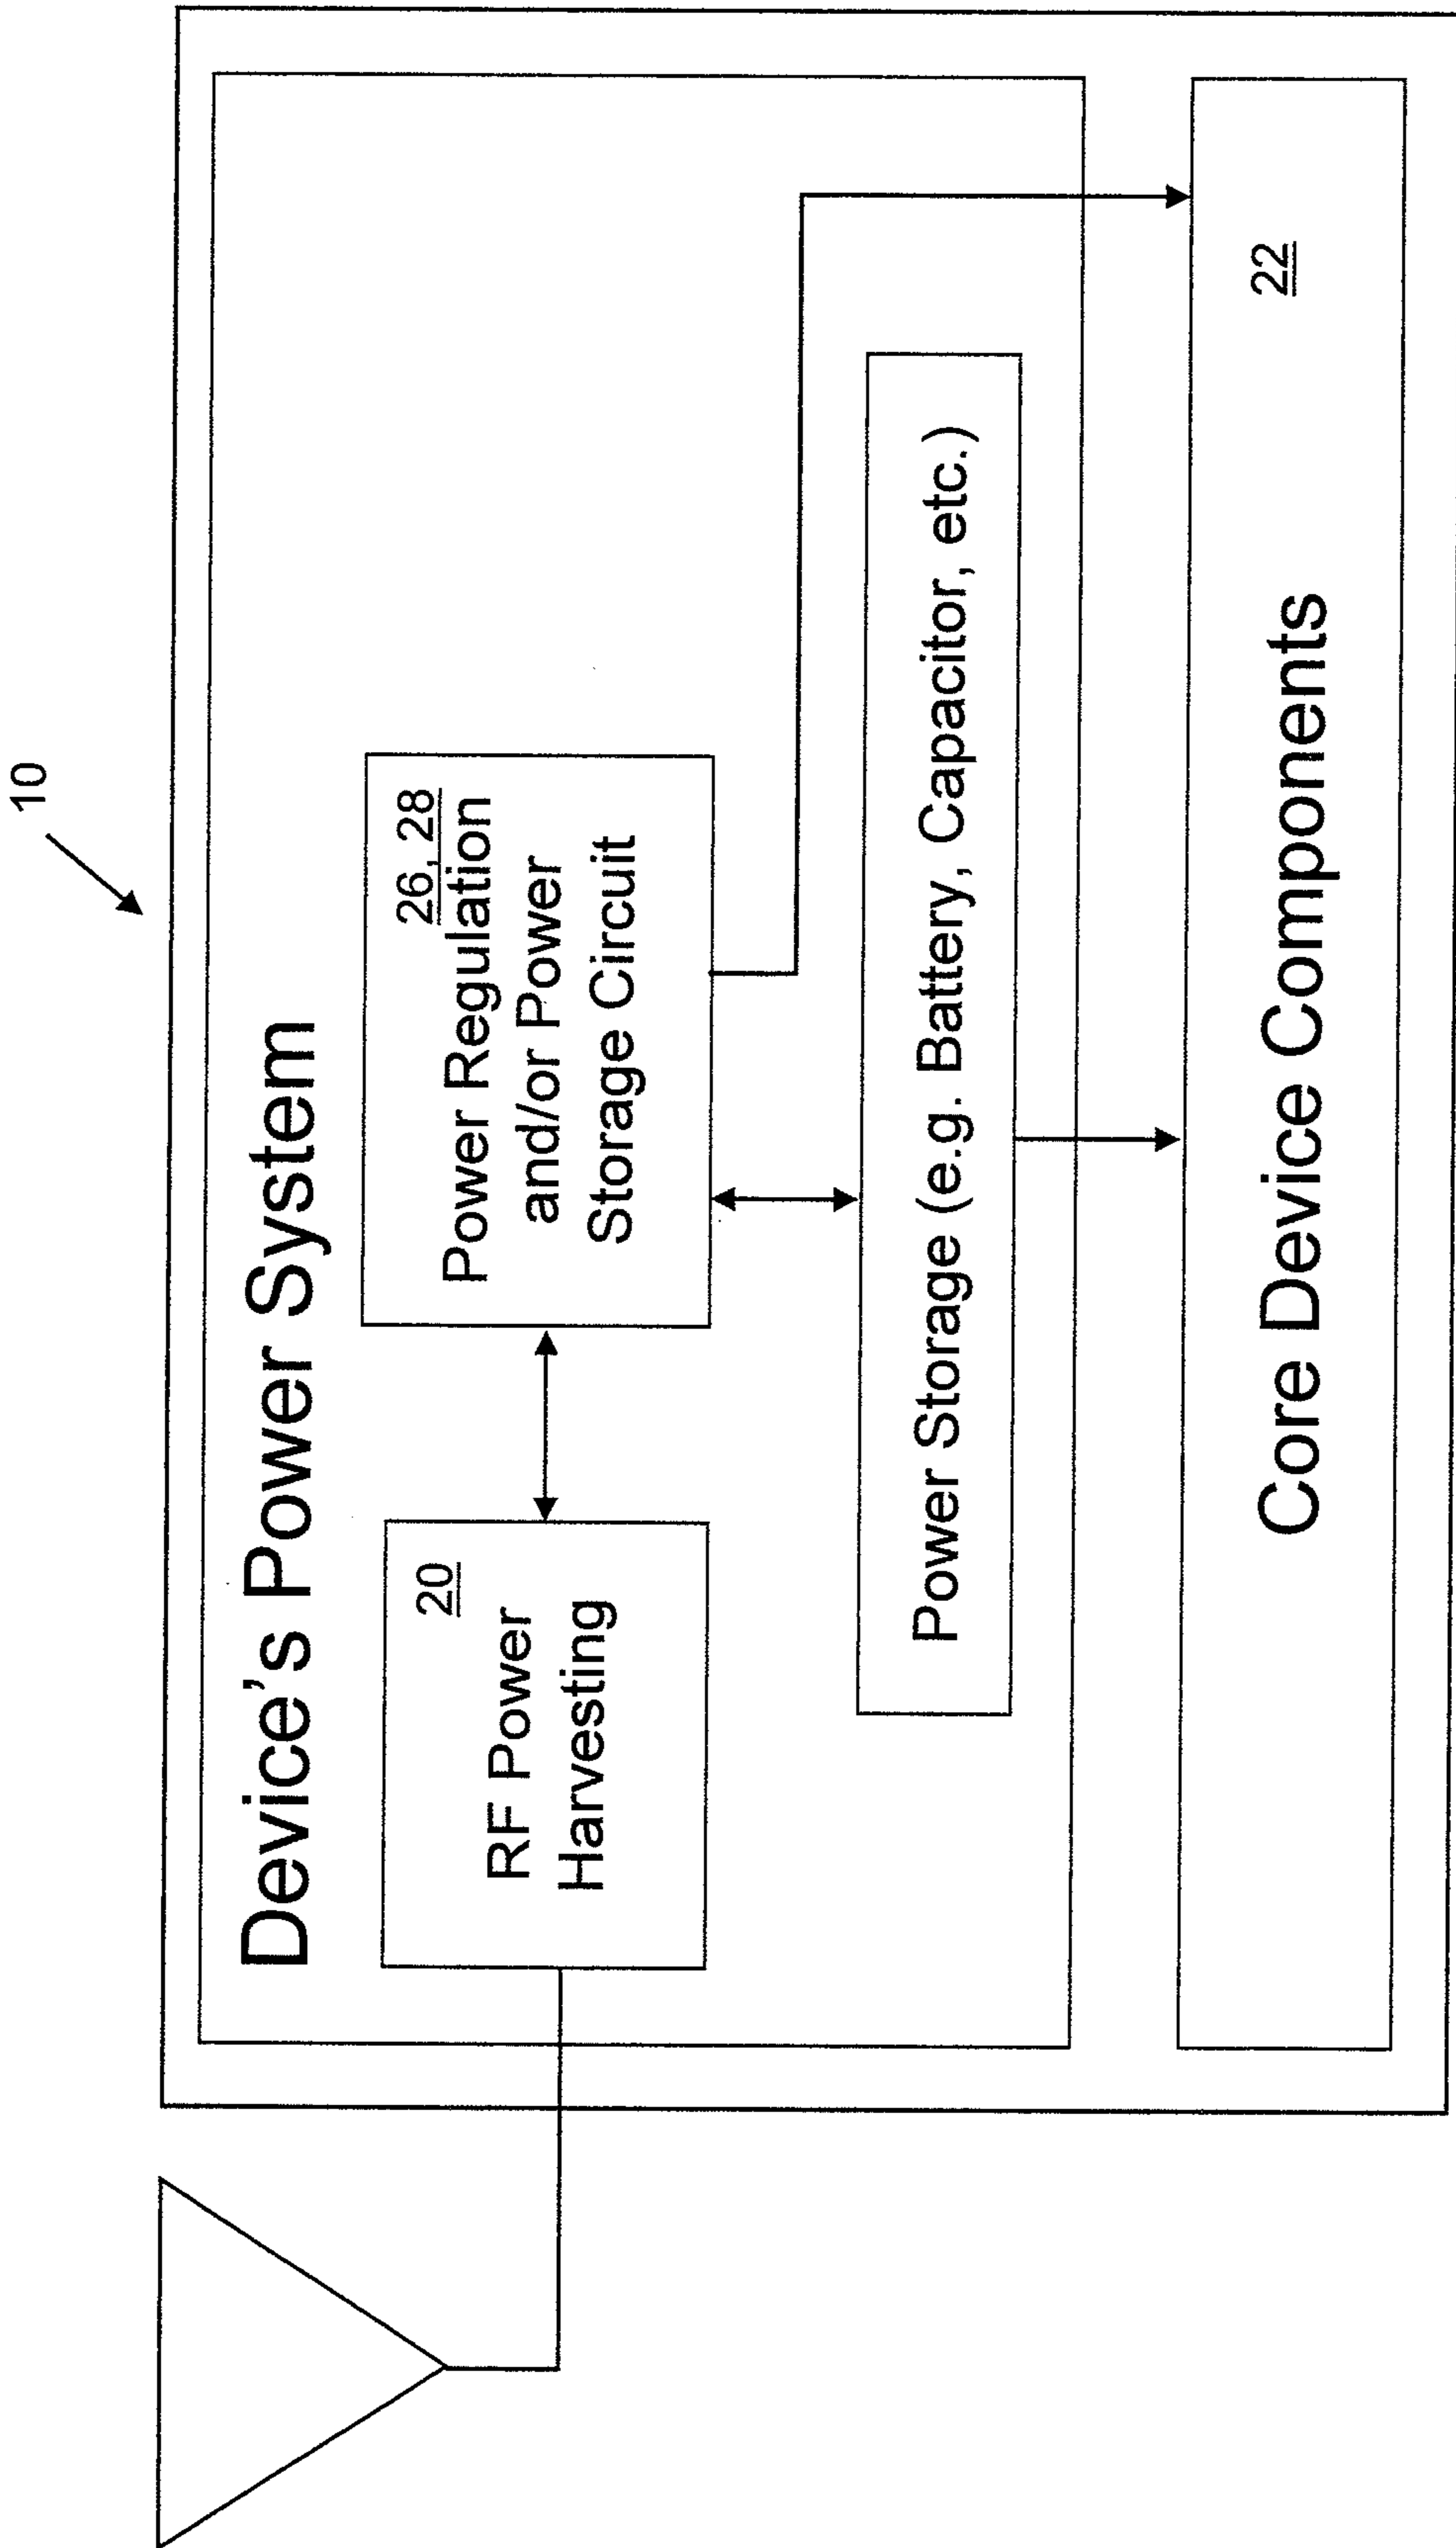 10
Device's Power System
20
RF Power
Harvesting
26, 28
Power Regulation
and/or Power
Storage Circuit
Power Storage (e.g. Battery, Capacitor, etc.)
22
Core Device Components